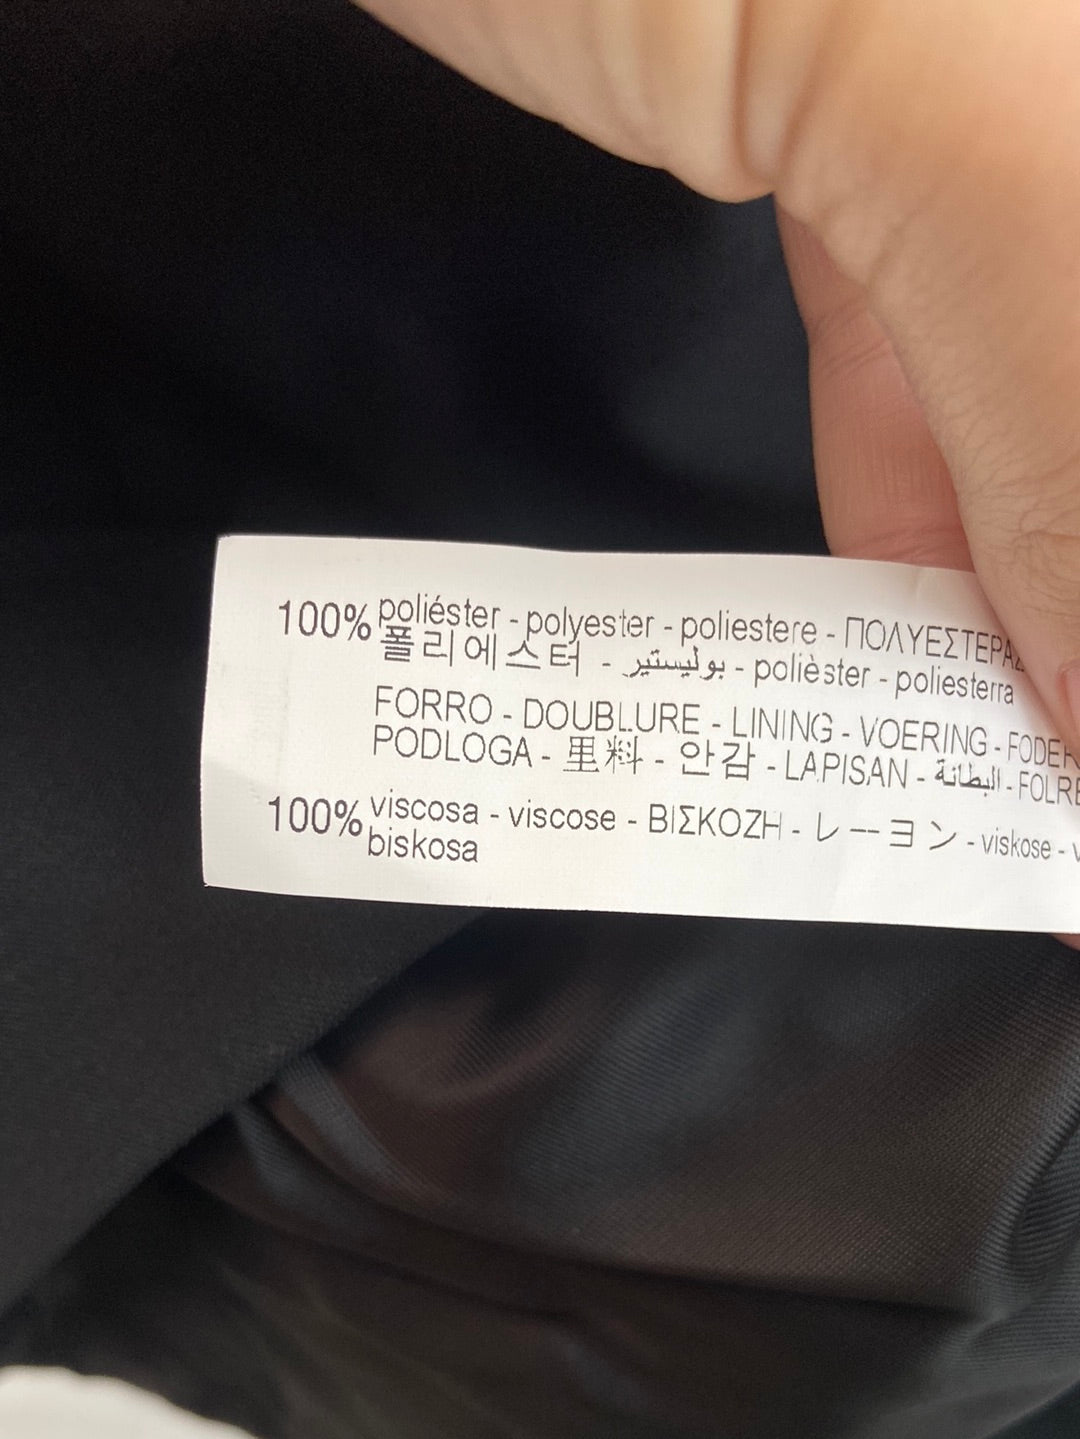 100% poliéster - polyester - poliestere - ΠΟΛΥΕΣΤΕΡΑΣ
폴리에스터 - بوليستير - polièster - poliesterra
FORRO - DOUBLURE - LINING - VOERING -
PODLOGA - 里料 - 안감 - LAPISAN - البطانة -
100% viscosa - viscose - ΒΙΣΚΟΖΗ - レーヨン - viskose -
biskosa